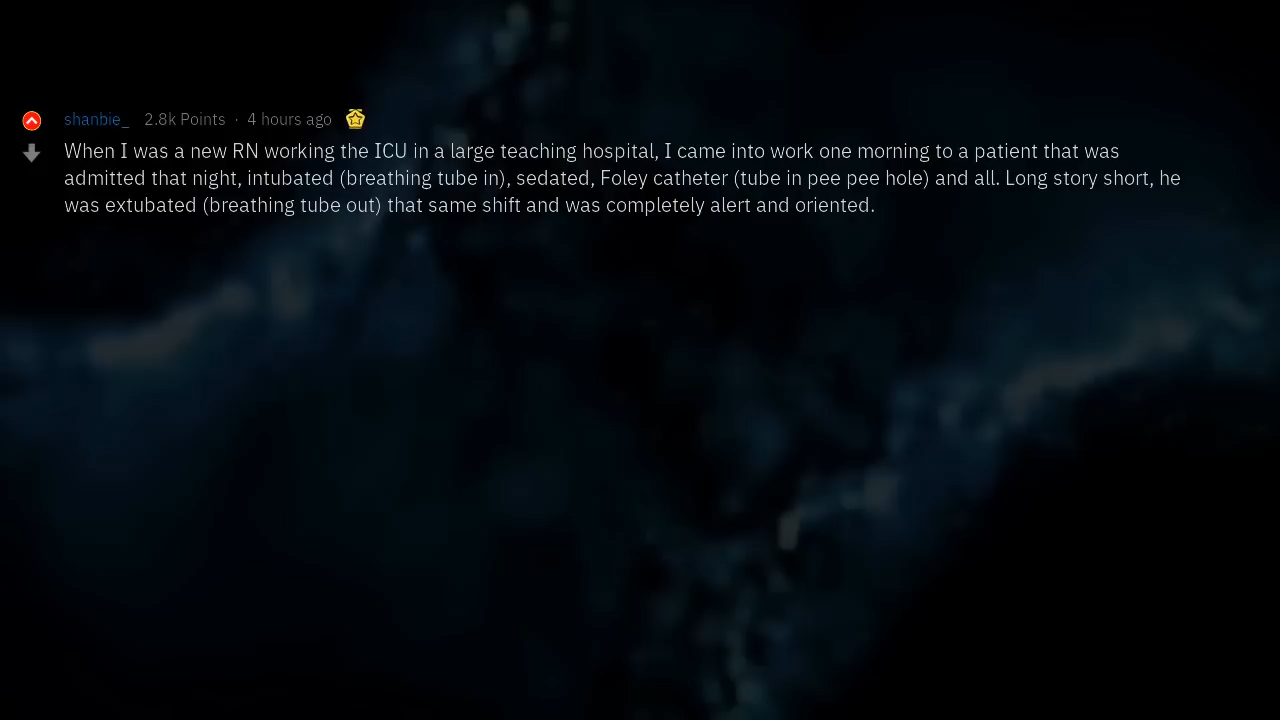 shanbie_ 2.8k Points · 4 hours ago
When I was a new RN working the ICU in a large teaching hospital, I came into work one morning to a patient that was
admitted that night, intubated (breathing tube in), sedated, Foley catheter (tube in pee pee hole) and all. Long story short, he
was extubated (breathing tube out) that same shift and was completely alert and oriented.